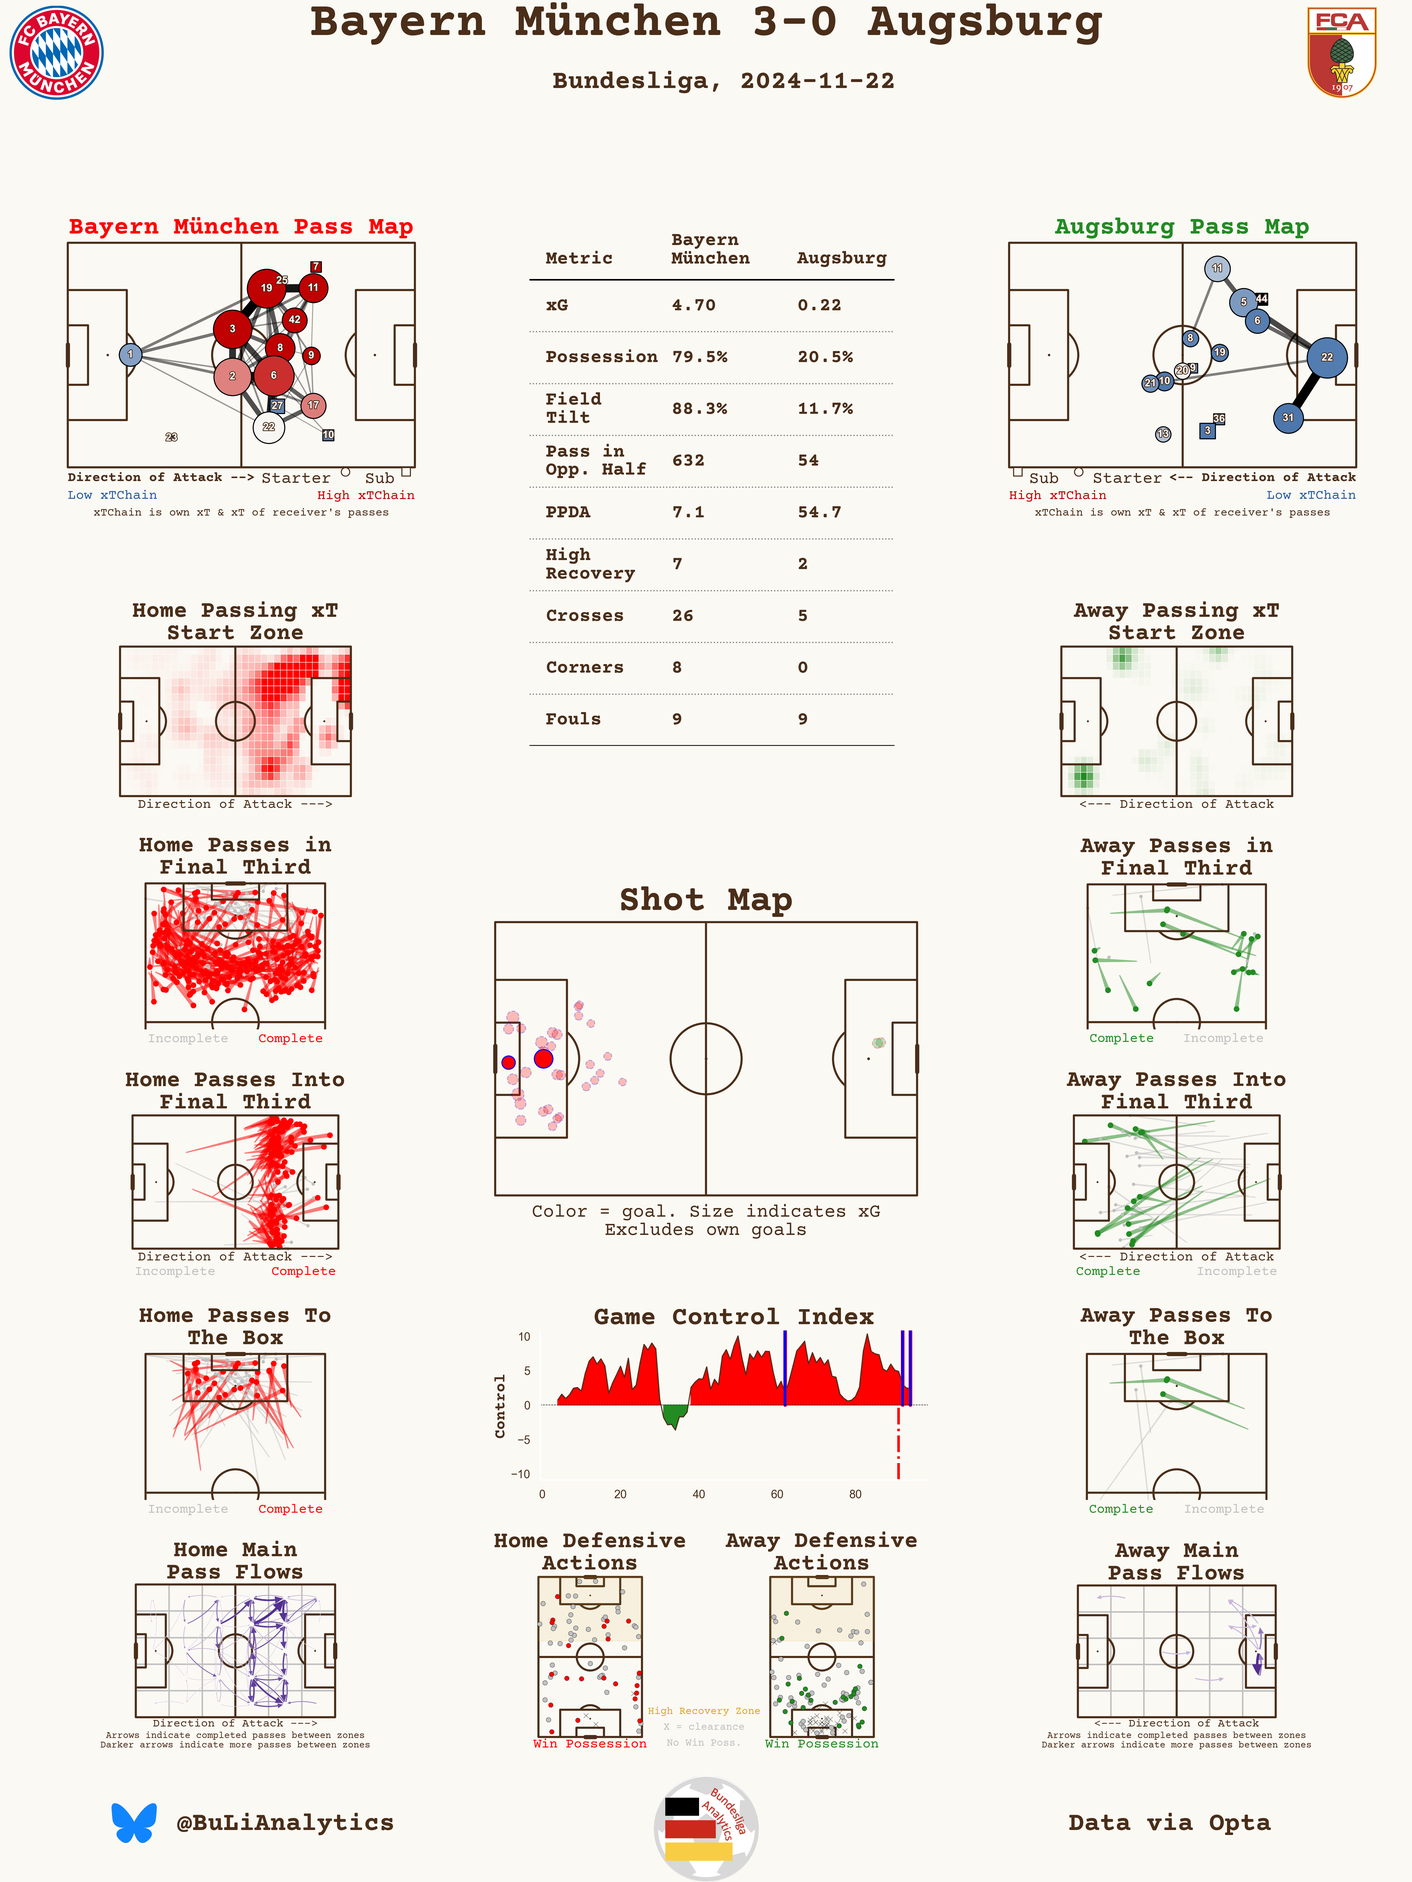 Bayern München 3-0 Augsburg
Bundesliga, 2024-11-22
FC BAYERN
MÜNCHEN
FCA
1907
Bayern München Pass Map
7
25
19
11
42
3
8
9
1
2
6
27
17
22
10
23
Direction of Attack --> Starter Sub
Low xTChain High xTChain
xTChain is own xT & xT of receiver's passes
Metric Bayern München Augsburg
xG 4.70 0.22
Possession 79.5% 20.5%
Field Tilt 88.3% 11.7%
Pass in Opp. Half 632 54
PPDA 7.1 54.7
High Recovery 7 2
Crosses 26 5
Corners 8 0
Fouls 9 9
Augsburg Pass Map
11
44
5
6
8
19
22
20
9
21
10
36
31
13
3
Sub Starter <-- Direction of Attack
High xTChain Low xTChain
xTChain is own xT & xT of receiver's passes
Home Passing xT
Start Zone
Direction of Attack --->
Away Passing xT
Start Zone
<--- Direction of Attack
Home Passes in
Final Third
Incomplete Complete
Away Passes in
Final Third
Complete Incomplete
Shot Map
Color = goal. Size indicates xG
Excludes own goals
Home Passes Into
Final Third
Direction of Attack --->
Incomplete Complete
Away Passes Into
Final Third
<--- Direction of Attack
Complete Incomplete
Home Passes To
The Box
Incomplete Complete
Game Control Index
Control
10
5
0
−5
−10
0 20 40 60 80
Away Passes To
The Box
Complete Incomplete
Home Main
Pass Flows
Direction of Attack --->
Arrows indicate completed passes between zones
Darker arrows indicate more passes between zones
Home Defensive
Actions
Win Possession
High Recovery Zone
X = clearance
No Win Poss.
Away Defensive
Actions
Win Possession
Away Main
Pass Flows
<--- Direction of Attack
Arrows indicate completed passes between zones
Darker arrows indicate more passes between zones
@BuLiAnalytics
Bundesliga
Analytics
Data via Opta